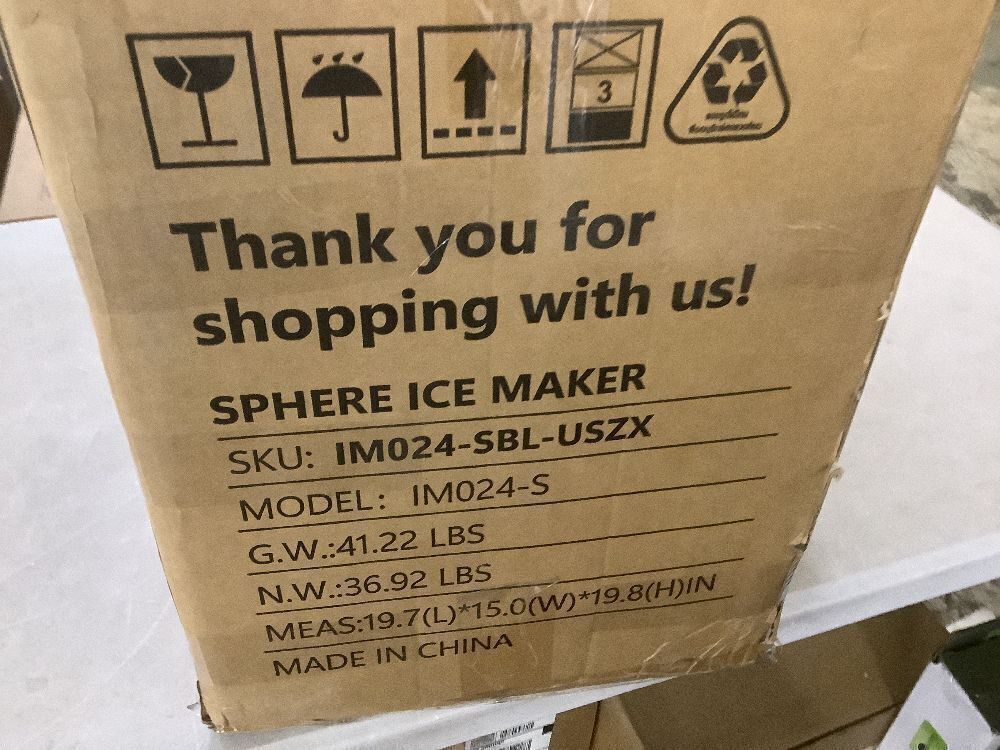 3
Thank you for
shopping with us!
SPHERE ICE MAKER
SKU: IM024-SBL-USZX
MODEL: IM024-S
G.W.:41.22 LBS
N.W.:36.92 LBS
MEAS:19.7(L)*15.0(W)*19.8(H)IN
MADE IN CHINA